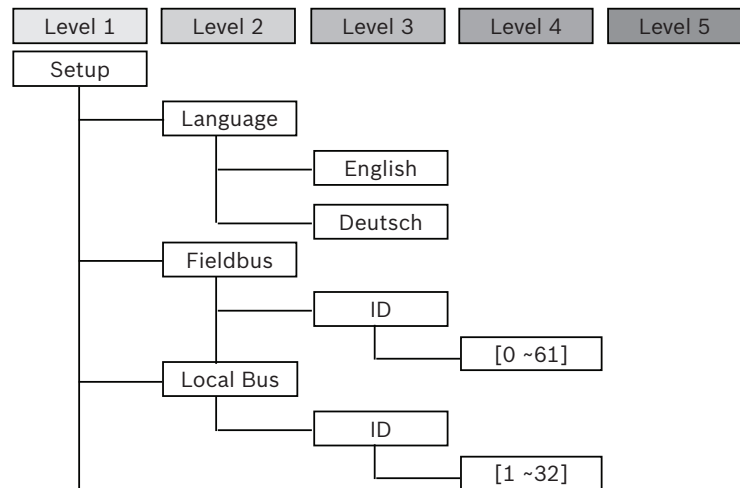 Level 1 Level 2 Level 3 Level 4 Level 5
Setup
Language
English
Deutsch
Fieldbus
ID
[0 ~61]
Local Bus
ID
[1 ~32]